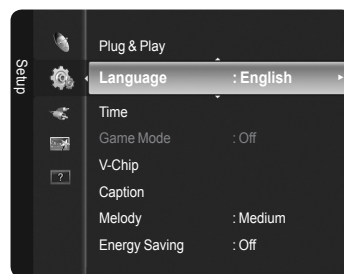 Setup
Plug & Play
Language : English
Time
Game Mode : Off
V-Chip
Caption
Melody : Medium
Energy Saving : Off
?